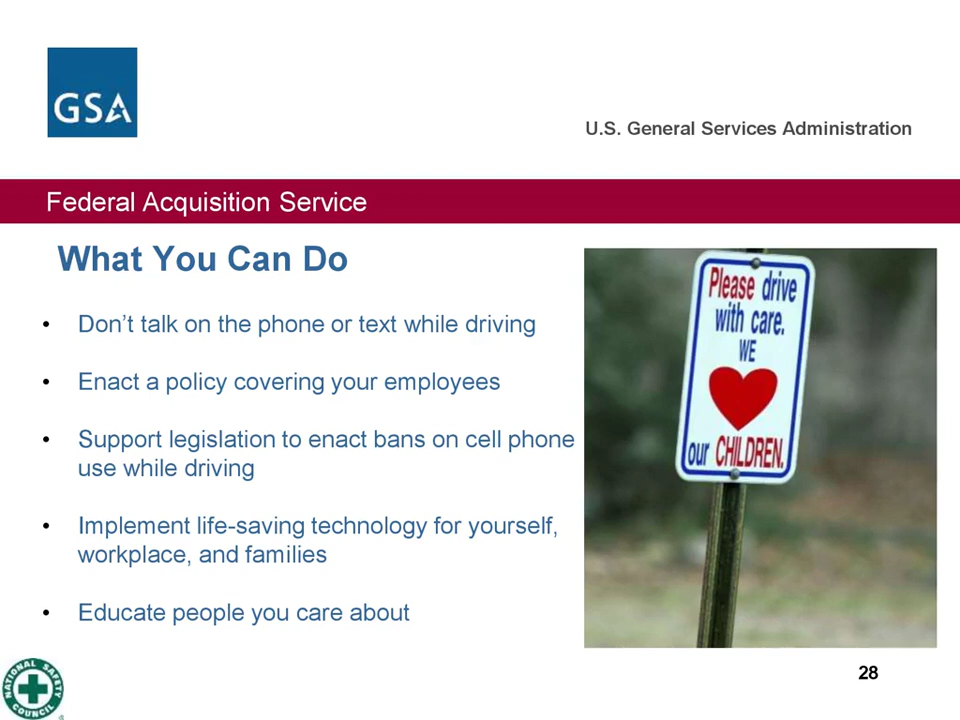 GSA
U.S. General Services Administration
Federal Acquisition Service
What You Can Do
• Don’t talk on the phone or text while driving
• Enact a policy covering your employees
• Support legislation to enact bans on cell phone
use while driving
• Implement life-saving technology for yourself,
workplace, and families
• Educate people you care about
Please drive
with care.
WE
our CHILDREN.
NATIONAL SAFETY COUNCIL
®
28